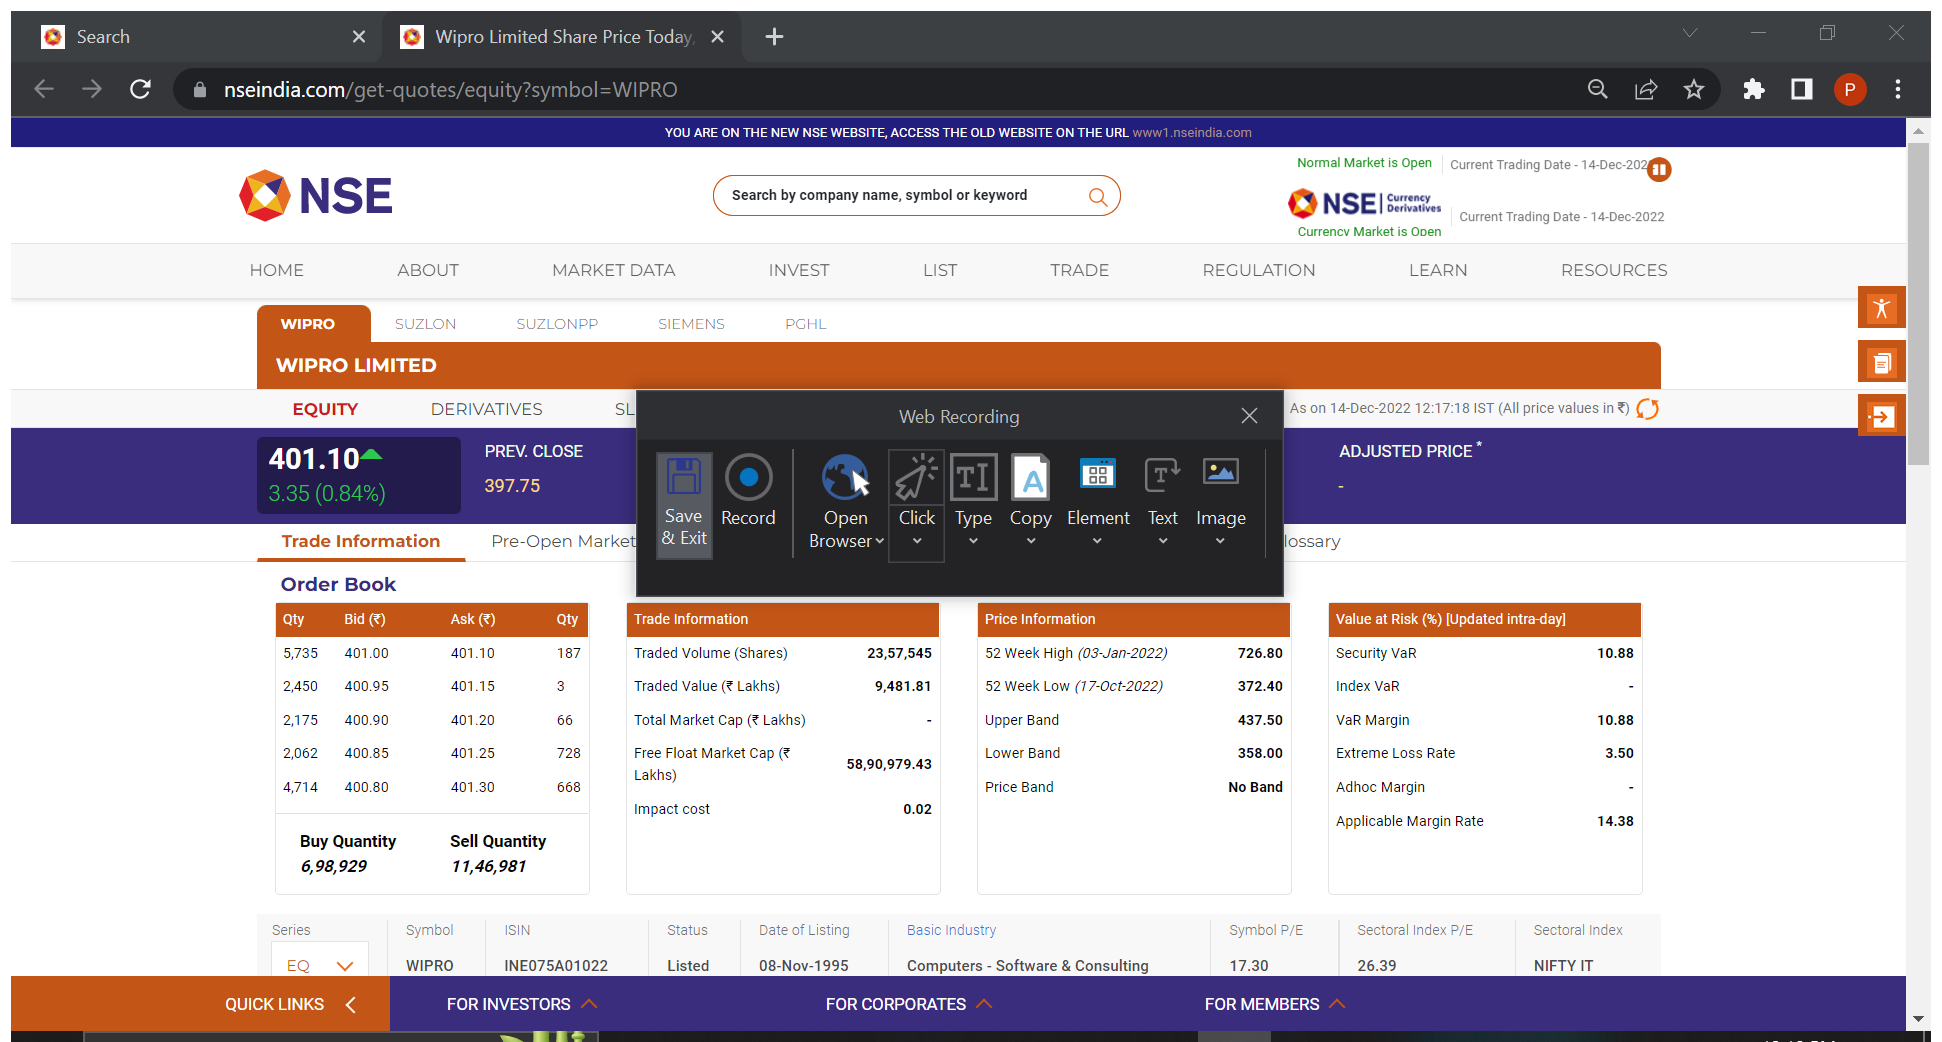 Search
Wipro Limited Share Price Today,
nseindia.com/get-quotes/equity?symbol=WIPRO
P
YOU ARE ON THE NEW NSE WEBSITE, ACCESS THE OLD WEBSITE ON THE URL www1.nseindia.com
NSE
Search by company name, symbol or keyword
Normal Market is Open
Current Trading Date - 14-Dec-202
NSE Currency Derivatives
Current Trading Date - 14-Dec-2022
Currency Market is Open
HOME ABOUT MARKET DATA INVEST LIST TRADE REGULATION LEARN RESOURCES
WIPRO SUZLON SUZLONPP SIEMENS PGHL
WIPRO LIMITED
EQUITY DERIVATIVES SL
As on 14-Dec-2022 12:17:18 IST (All price values in ₹)
401.10
3.35 (0.84%)
PREV. CLOSE
397.75
ADJUSTED PRICE *
-
Web Recording
Save & Exit
Record
Open Browser
Click
Type
Copy
Element
Text
Image
Trade Information Pre-Open Market lossary
Order Book
Qty Bid (₹) Ask (₹) Qty
5,735 401.00 401.10 187
2,450 400.95 401.15 3
2,175 400.90 401.20 66
2,062 400.85 401.25 728
4,714 400.80 401.30 668
Buy Quantity Sell Quantity
6,98,929 11,46,981
Trade Information
Traded Volume (Shares) 23,57,545
Traded Value (₹ Lakhs) 9,481.81
Total Market Cap (₹ Lakhs) -
Free Float Market Cap (₹ Lakhs) 58,90,979.43
Impact cost 0.02
Price Information
52 Week High (03-Jan-2022) 726.80
52 Week Low (17-Oct-2022) 372.40
Upper Band 437.50
Lower Band 358.00
Price Band No Band
Value at Risk (%) [Updated intra-day]
Security VaR 10.88
Index VaR -
VaR Margin 10.88
Extreme Loss Rate 3.50
Adhoc Margin -
Applicable Margin Rate 14.38
Series Symbol ISIN Status Date of Listing Basic Industry Symbol P/E Sectoral Index P/E Sectoral Index
EQ WIPRO INE075A01022 Listed 08-Nov-1995 Computers - Software & Consulting 17.30 26.39 NIFTY IT
QUICK LINKS FOR INVESTORS FOR CORPORATES FOR MEMBERS